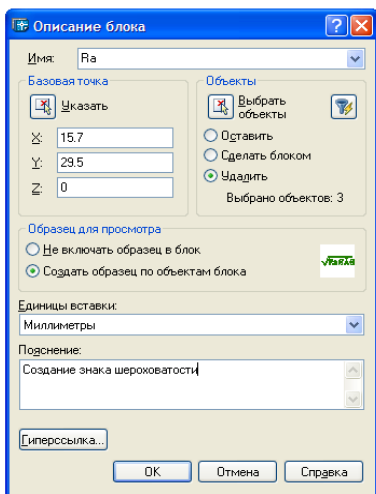 Описание блока
Имя: Ra
Базовая точка
Указать
X: 15.7
Y: 29.5
Z: 0
Объекты
Выбрать объекты
Оставить
Сделать блоком
Удалить
Выбрано объектов: 3
Образец для просмотра
Не включать образец в блок
Создать образец по объектам блока
Единицы вставки:
Миллиметры
Пояснение:
Создание знака шероховатости
Гиперссылка...
OK Отмена Справка